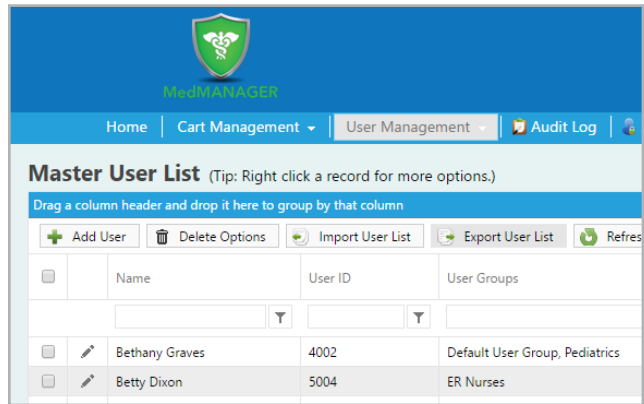 MedMANAGER
Home Cart Management User Management Audit Log
Master User List (Tip: Right click a record for more options.)
Drag a column header and drop it here to group by that column
Add User Delete Options Import User List Export User List Refres
Name User ID User Groups
Bethany Graves 4002 Default User Group, Pediatrics
Betty Dixon 5004 ER Nurses